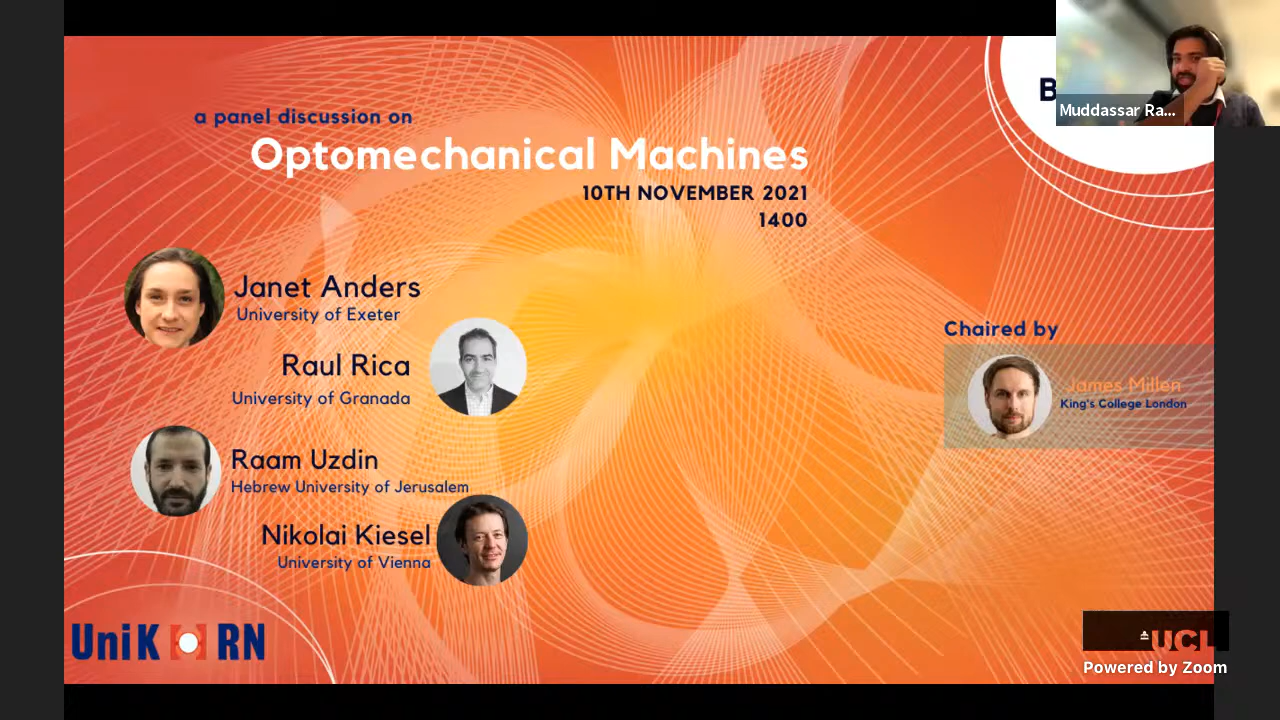 a panel discussion on
Optomechanical Machines
10TH NOVEMBER 2021
1400
B
Muddassar Ra...
Janet Anders
University of Exeter
Raul Rica
University of Granada
Raam Uzdin
Hebrew University of Jerusalem
Nikolai Kiesel
University of Vienna
Chaired by
James Millen
King's College London
UniK RN
UCL
Powered by Zoom